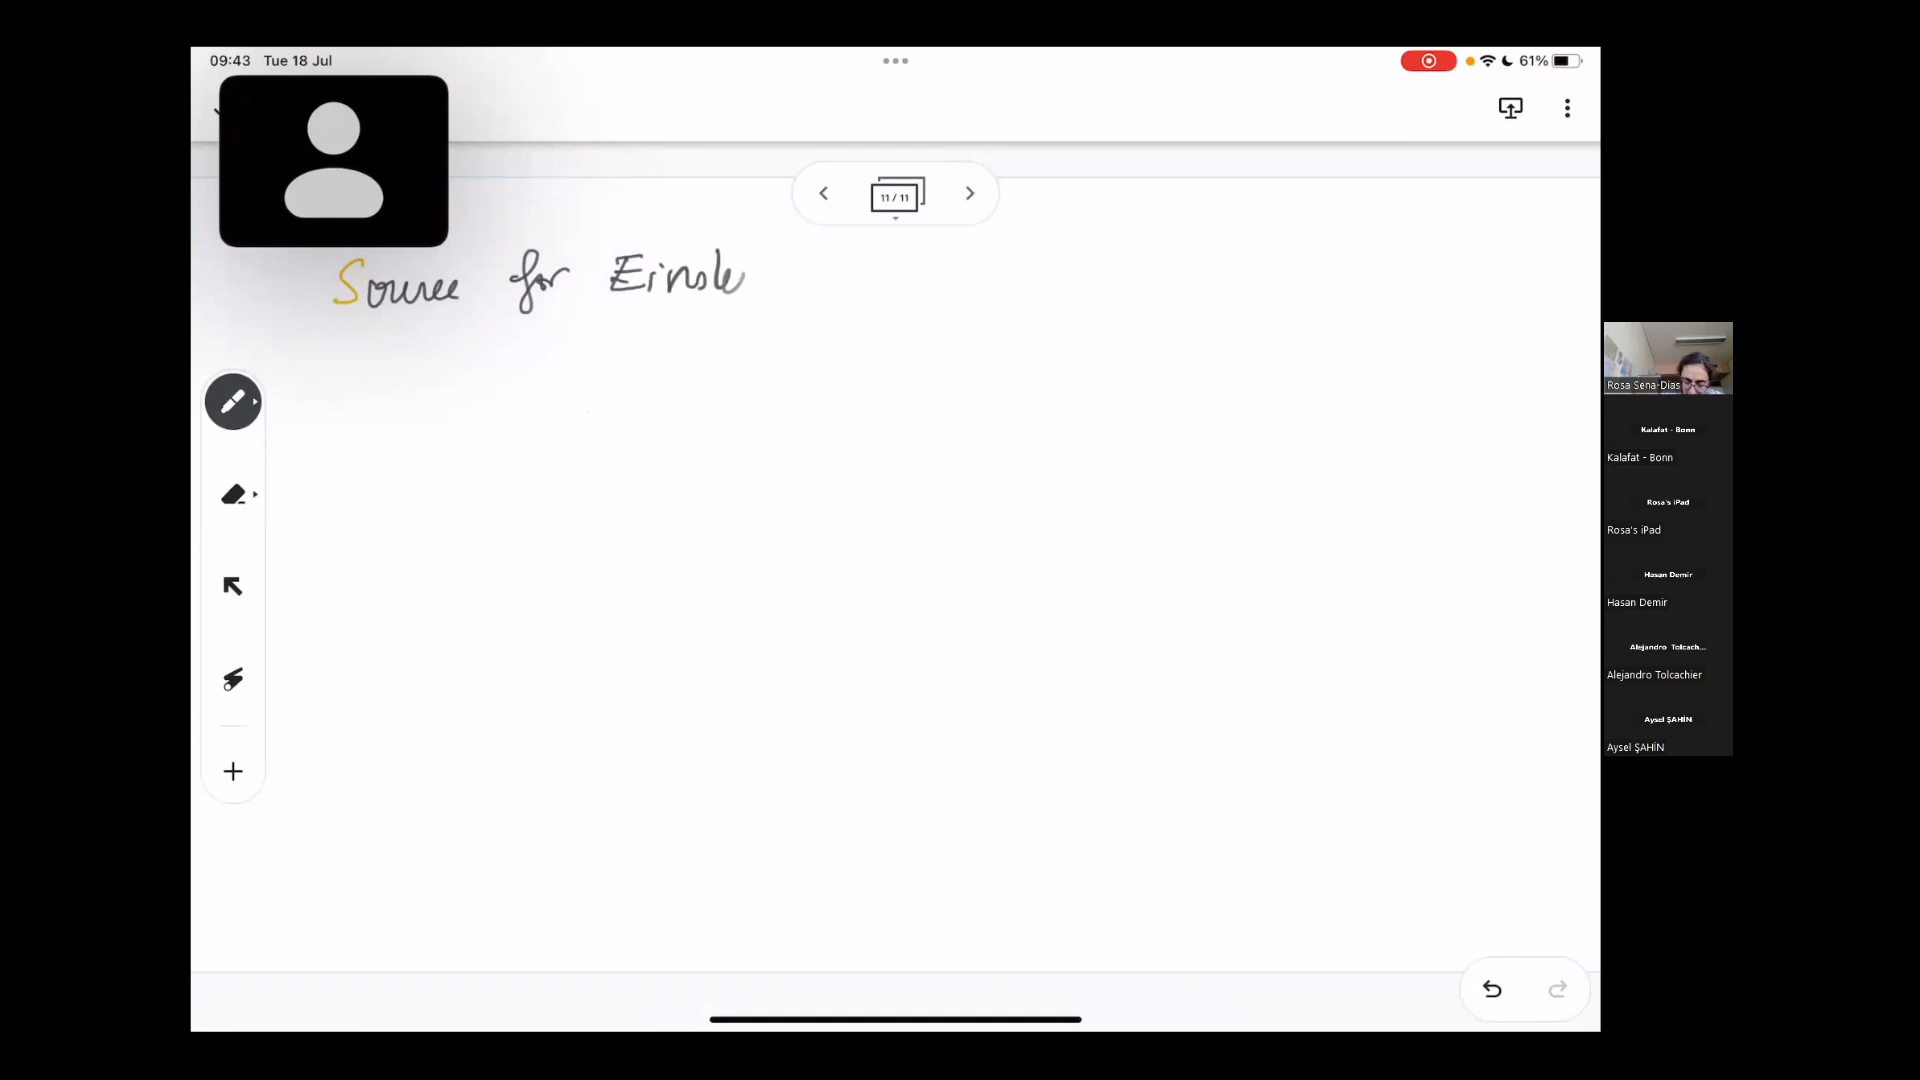 09:43 Tue 18 Jul
61%
11 / 11
Source for Einste
Rosa Sena-Dias
Kalafat - Bonn
Kalafat - Bonn
Rosa's iPad
Rosa's iPad
Hasan Demir
Hasan Demir
Alejandro Tolcach...
Alejandro Tolcachier
Aysel ŞAHİN
Aysel ŞAHİN